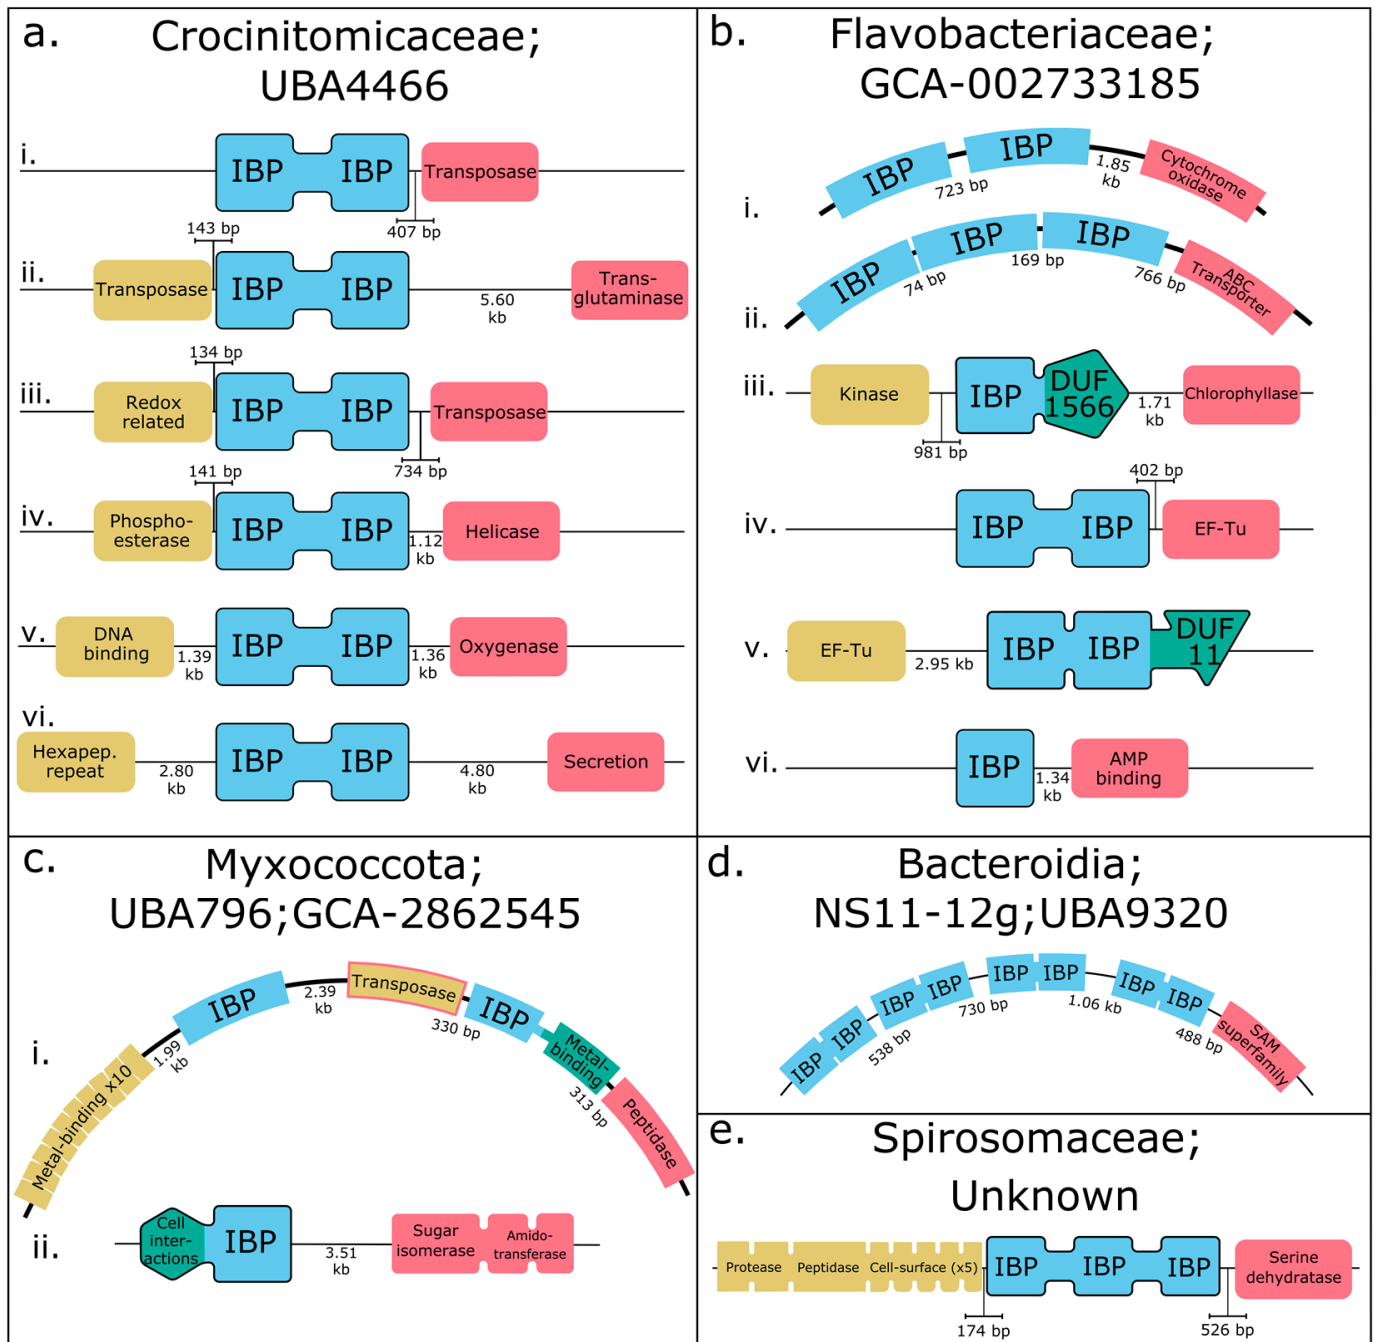 a.
Crocinitomicaceae;
UBA4466
i.
IBP IBP Transposase
407 bp
143 bp
ii.
Transposase IBP IBP Trans-
glutaminase
5.60
kb
134 bp
iii.
Redox
related
IBP IBP Transposase
734 bp
141 bp
iv.
Phospho-
esterase
IBP IBP Helicase
1.12
kb
v.
DNA
binding
1.39
kb
IBP IBP
1.36
kb
Oxygenase
vi.
Hexapep.
repeat
2.80
kb
IBP IBP
4.80
kb
Secretion
b.
Flavobacteriaceae;
GCA-002733185
i.
IBP
723 bp
IBP
1.85
kb
Cytochrome
oxidase
ii.
IBP
74 bp
IBP
169 bp
IBP
766 bp
ABC
Transporter
iii.
Kinase
981 bp
IBP
DUF
1566
1.71
kb
Chlorophyllase
402 bp
iv.
IBP IBP EF-Tu
v.
EF-Tu
2.95 kb
IBP IBP
DUF
11
vi.
IBP
1.34
kb
AMP
binding
c.
Myxococcota;
UBA796;GCA-2862545
i.
Metal-binding x10
1.99
kb
IBP
2.39
kb
Transposase
330 bp
IBP
Metal-
binding
313 bp
Peptidase
ii.
Cell
inter-
actions
IBP
3.51
kb
Sugar
isomerase
Amido-
transferase
d.
Bacteroidia;
NS11-12g;UBA9320
IBP IBP
538 bp
IBP IBP
730 bp
IBP IBP
1.06 kb
IBP IBP
488 bp
SAM
superfamily
e.
Spirosomaceae;
Unknown
Protease Peptidase Cell-surface (x5)
174 bp
IBP IBP IBP
526 bp
Serine
dehydratase